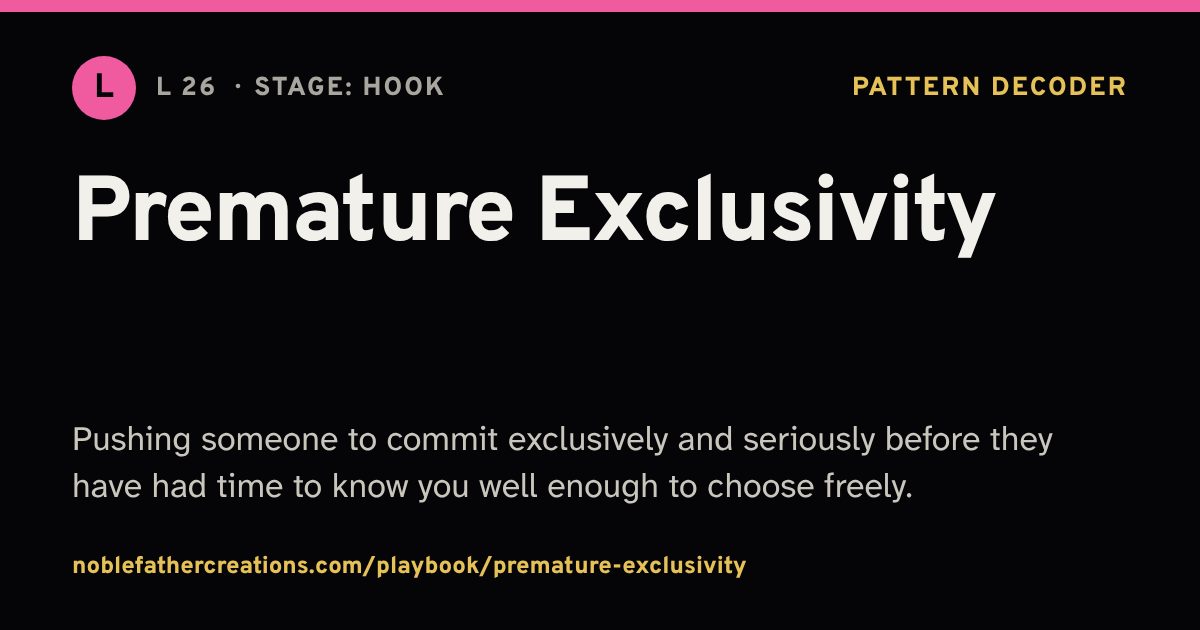 L
L 26 · STAGE: HOOK
PATTERN DECODER
Premature Exclusivity
Pushing someone to commit exclusively and seriously before they
have had time to know you well enough to choose freely.
noblefathercreations.com/playbook/premature-exclusivity